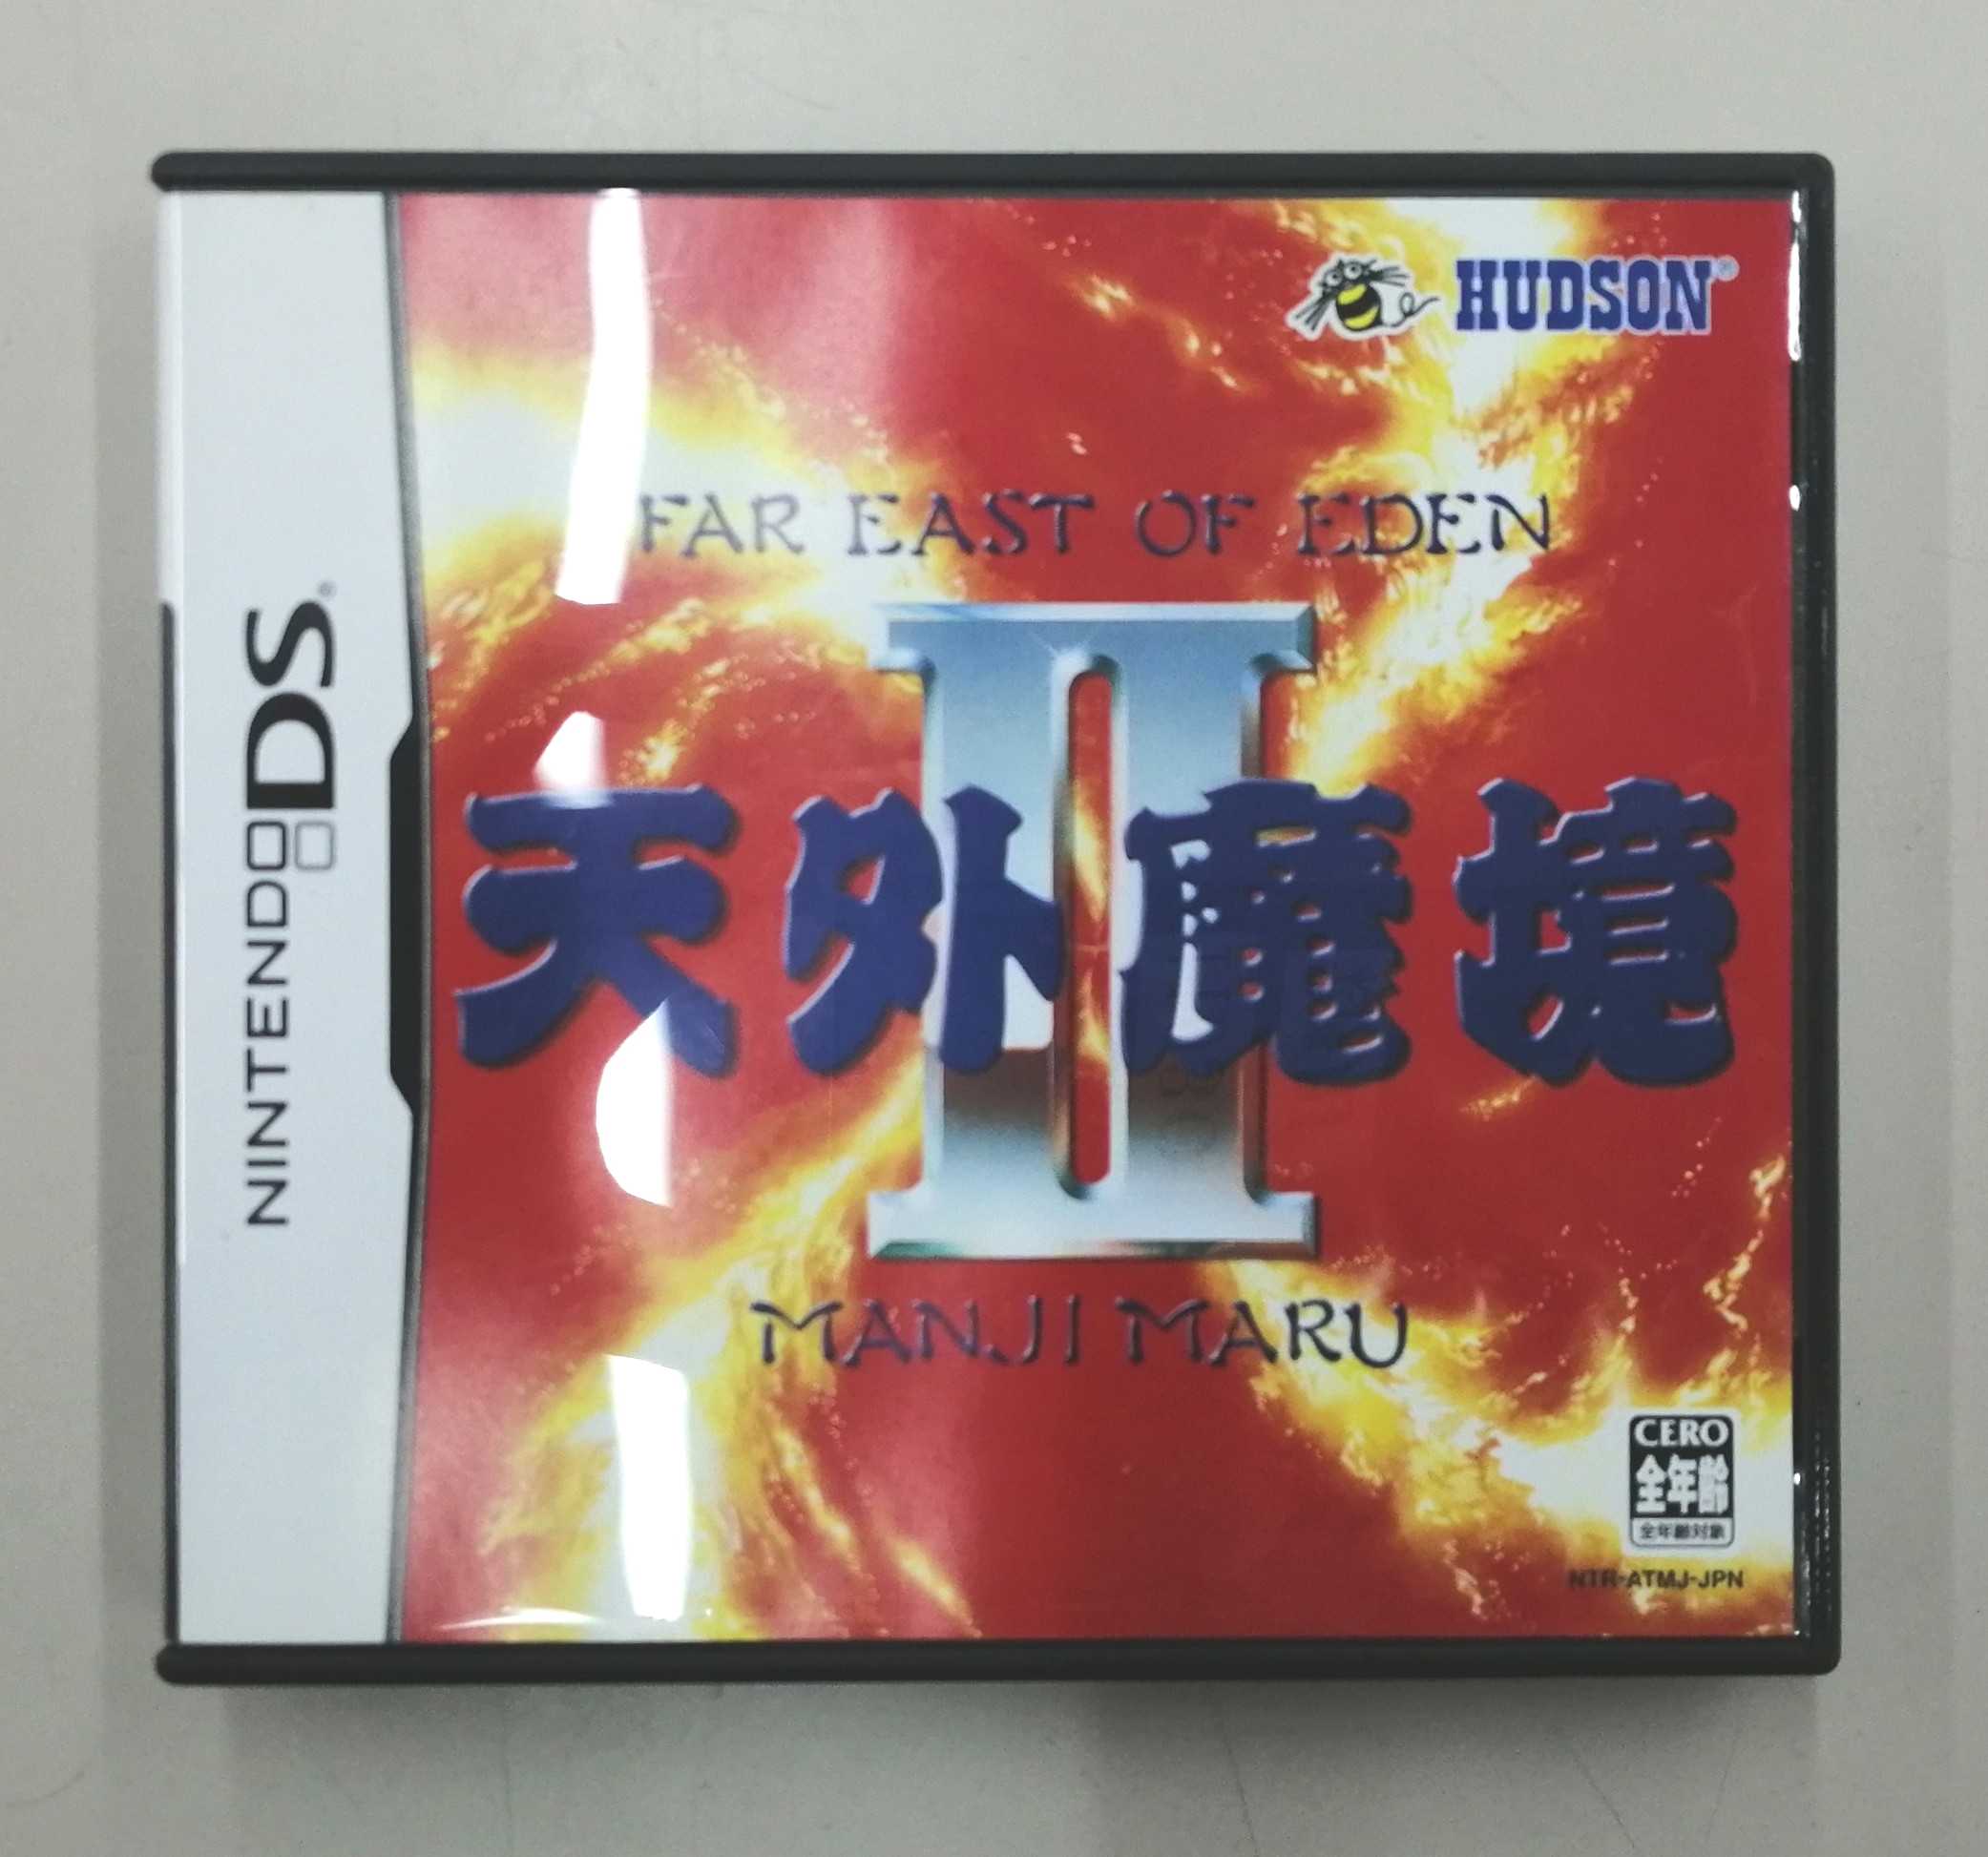 NINTENDO DS
HUDSON®
FAR EAST OF EDEN
II
天外魔境
MANJI MARU
CERO
全年齢
全年齢対象
NTR-ATMJ-JPN